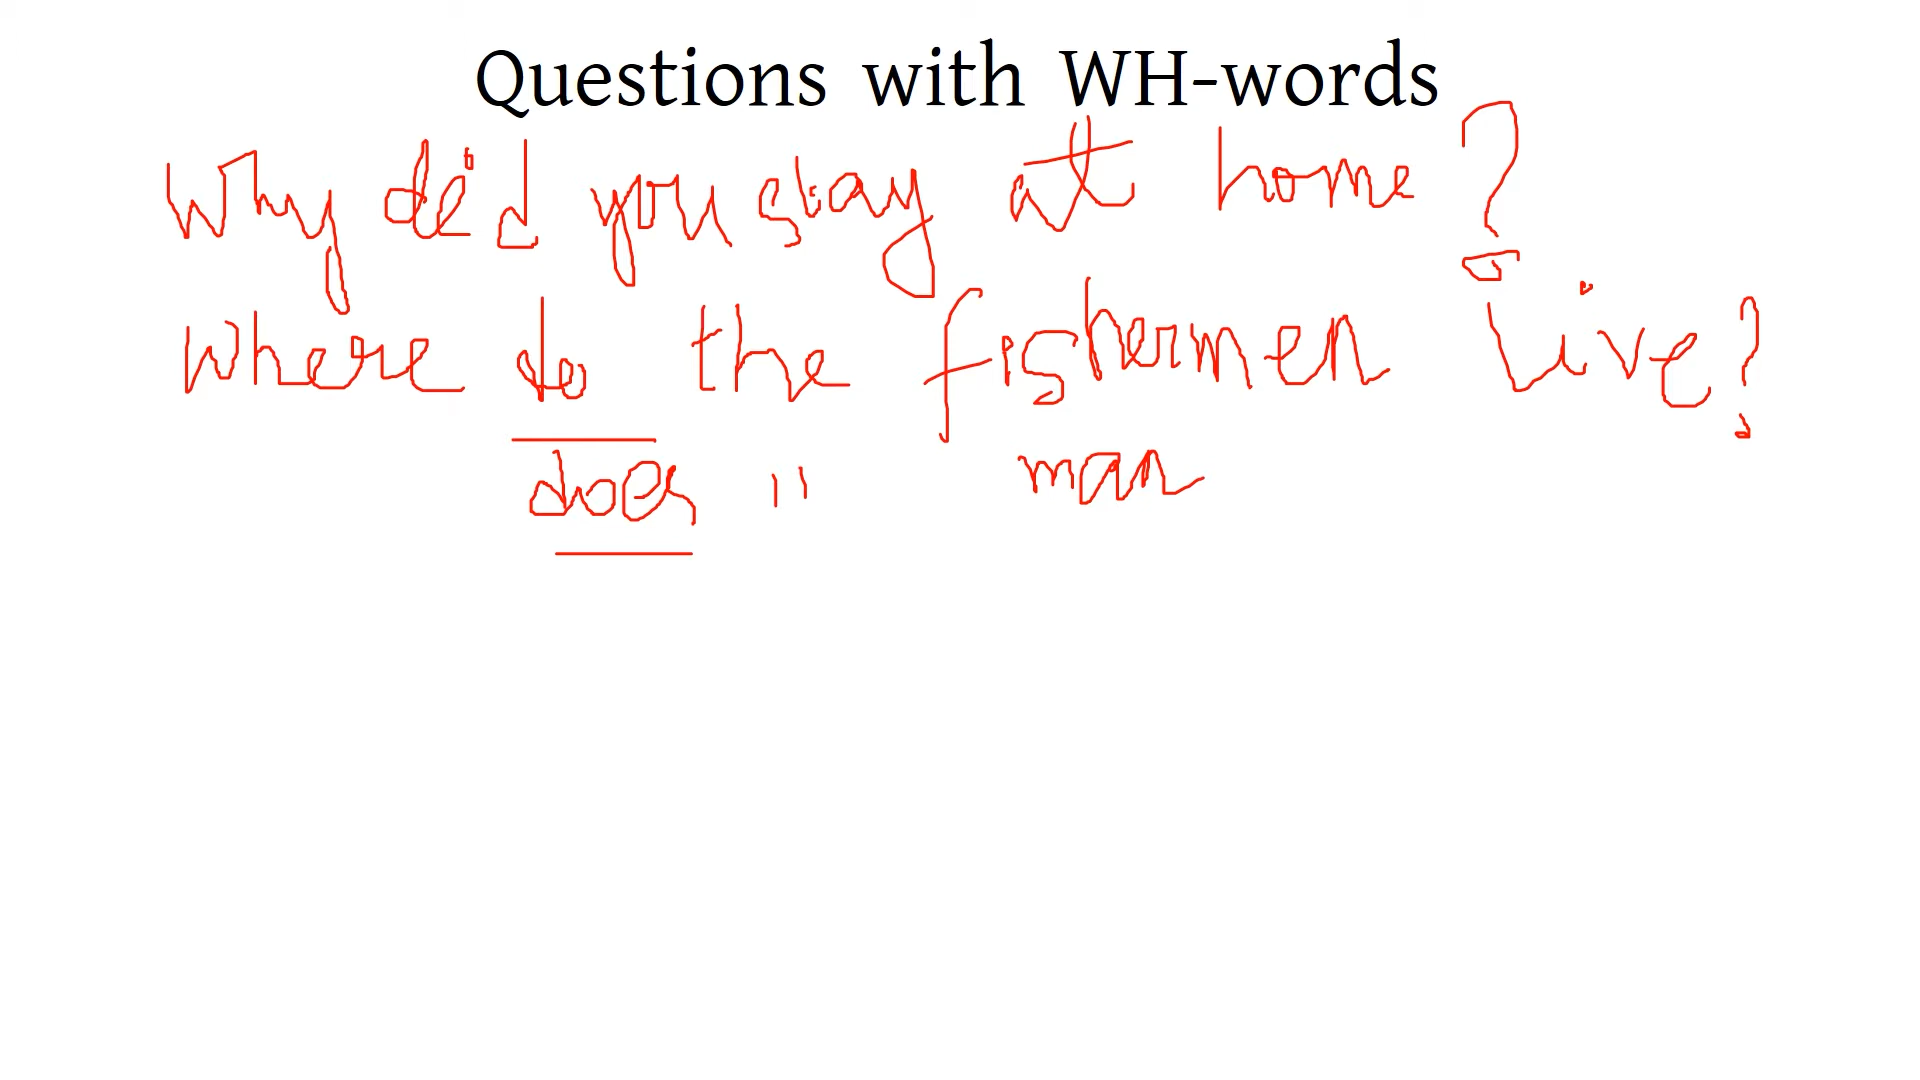 Questions with WH-words
Why did you stay at home?
Where do the fishermen live?
does " man